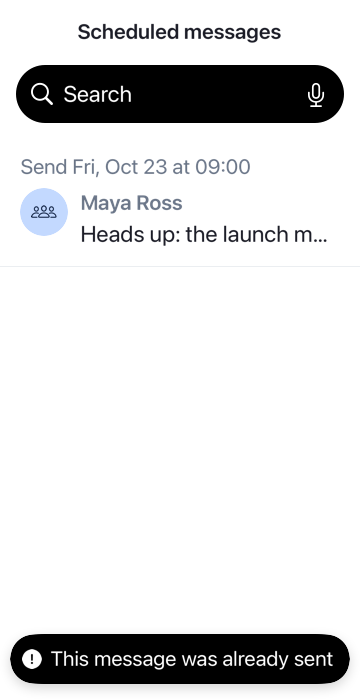 Scheduled messages
Search
Send Fri, Oct 23 at 09:00
Maya Ross
Heads up: the launch m...
This message was already sent